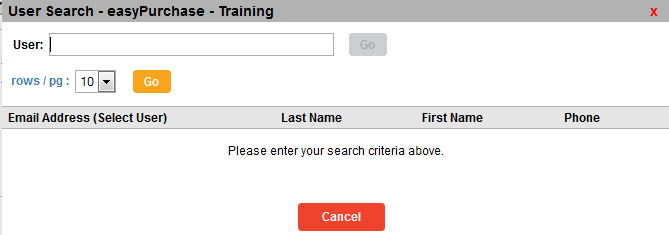 User Search - easyPurchase - Training x
User: Go
rows / pg : 10 Go
Email Address (Select User) Last Name First Name Phone
Please enter your search criteria above.
Cancel